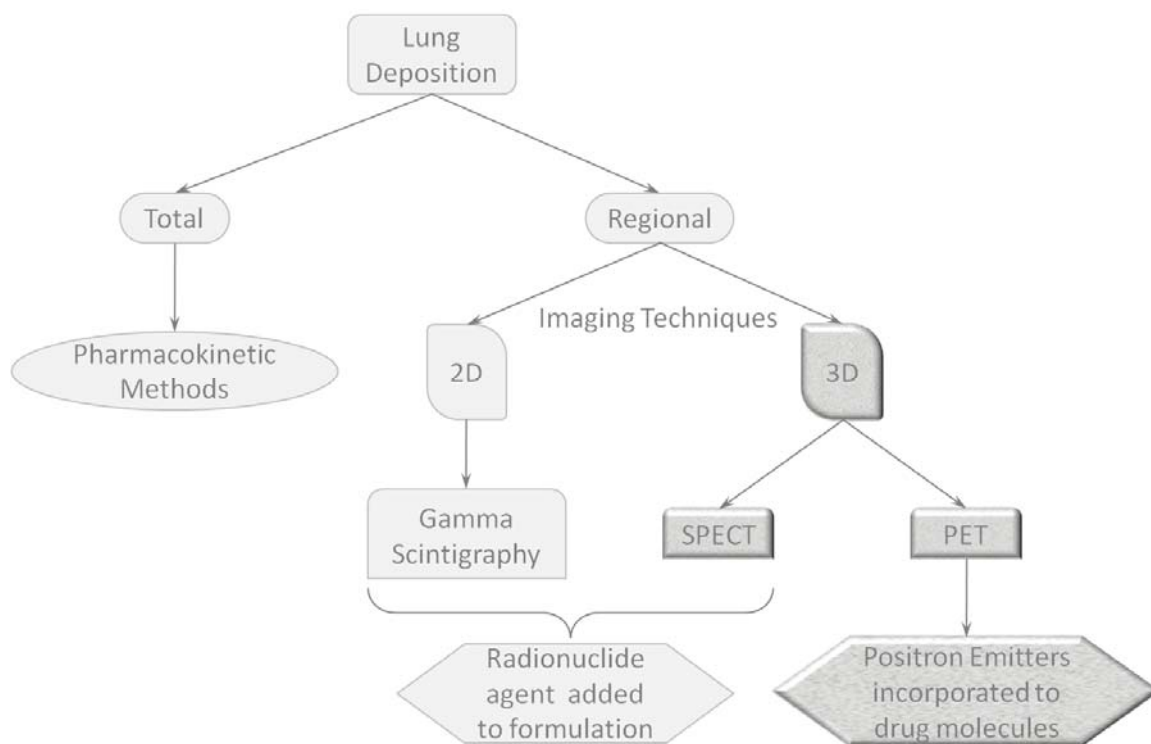 Lung
Deposition
Total
Regional
Imaging Techniques
Pharmacokinetic
Methods
2D
3D
Gamma
Scintigraphy
SPECT
PET
Radionuclide
agent added
to formulation
Positron Emitters
incorporated to
drug molecules